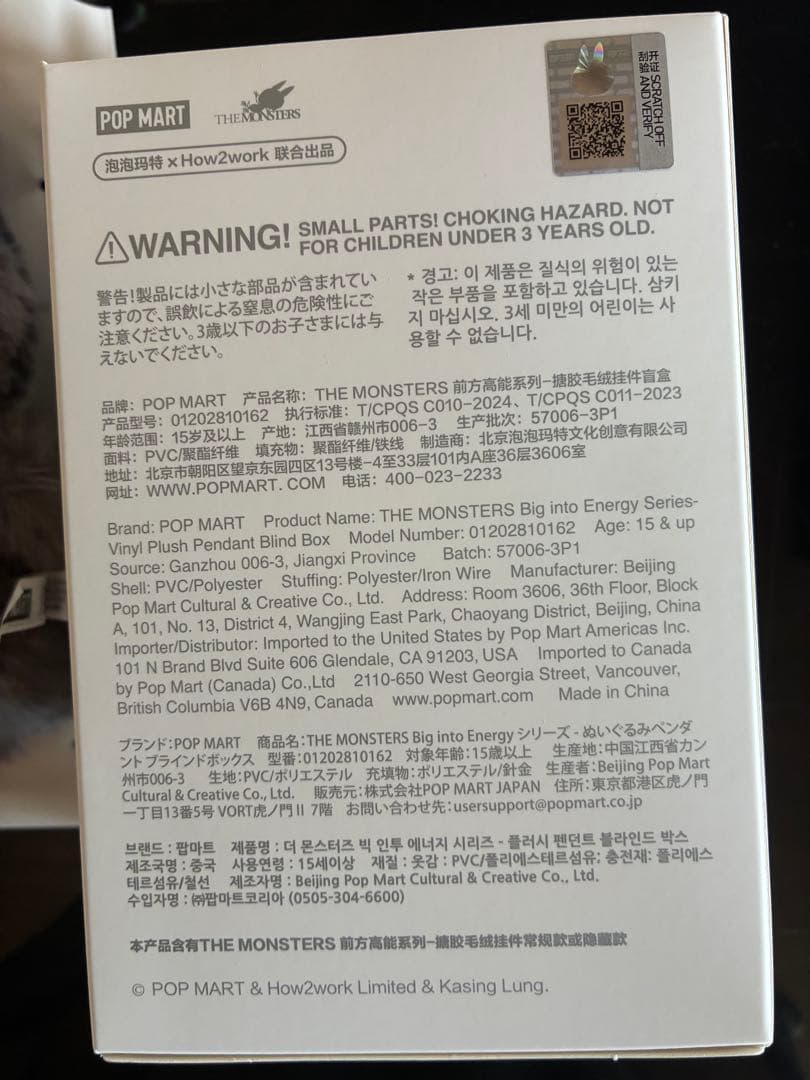 POP MART
THE MONSTERS
泡泡玛特×How2work 联合出品
开证 SCRATCH OFF
刮验 AND VERIFY
WARNING! SMALL PARTS! CHOKING HAZARD. NOT
FOR CHILDREN UNDER 3 YEARS OLD.
警告!製品には小さな部品が含まれてい
ますので、誤飲による窒息の危険性にご
注意ください。3歳以下のお子さまには与
えないでください。
* 경고: 이 제품은 질식의 위험이 있는
작은 부품을 포함하고 있습니다. 삼키
지 마십시오. 3세 미만의 어린이는 사
용할 수 없습니다.
品牌: POP MART 产品名称: THE MONSTERS 前方高能系列-搪胶毛绒挂件盲盒
产品型号: 01202810162 执行标准: T/CPQS C010-2024、T/CPQS C011-2023
年龄范围: 15岁及以上 产地: 江西省赣州市006-3 生产批次: 57006-3P1
面料: PVC/聚酯纤维 填充物: 聚酯纤维/铁线 制造商: 北京泡泡玛特文化创意有限公司
地址: 北京市朝阳区望京东园四区13号楼-4至33层101内A座36层3606室
网址: WWW.POPMART.COM 电话: 400-023-2233
Brand: POP MART Product Name: THE MONSTERS Big into Energy Series-
Vinyl Plush Pendant Blind Box Model Number: 01202810162 Age: 15 & up
Source: Ganzhou 006-3, Jiangxi Province Batch: 57006-3P1
Shell: PVC/Polyester Stuffing: Polyester/Iron Wire Manufacturer: Beijing
Pop Mart Cultural & Creative Co., Ltd. Address: Room 3606, 36th Floor, Block
A, 101, No. 13, District 4, Wangjing East Park, Chaoyang District, Beijing, China
Importer/Distributor: Imported to the United States by Pop Mart Americas Inc.
101 N Brand Blvd Suite 606 Glendale, CA 91203, USA Imported to Canada
by Pop Mart (Canada) Co.,Ltd 2110-650 West Georgia Street, Vancouver,
British Columbia V6B 4N9, Canada www.popmart.com Made in China
ブランド:POP MART 商品名:THE MONSTERS Big into Energy シリーズ - ぬいぐるみペンダ
ント ブラインドボックス 型番:01202810162 対象年齢:15歳以上 生産地:中国江西省カン
州市006-3 生地:PVC/ポリエステル 充填物:ポリエステル/針金 生産者:Beijing Pop Mart
Cultural & Creative Co., Ltd. 販売元:株式会社POP MART JAPAN 住所:東京都港区虎ノ門
一丁目13番5号 VORT虎ノ門Ⅱ 7階 お問い合わせ先:usersupport@popmart.co.jp
브랜드 : 팝마트 제품명 : 더 몬스터즈 빅 인투 에너지 시리즈 - 플러시 펜던트 블라인드 박스
제조국명 : 중국 사용연령 : 15세이상 재질 : 옷감 : PVC/폴리에스테르섬유; 충전재: 폴리에스
테르섬유/철선 제조자명 : Beijing Pop Mart Cultural & Creative Co., Ltd.
수입자명 : ㈜팝마트코리아 (0505-304-6600)
本产品含有THE MONSTERS 前方高能系列-搪胶毛绒挂件常规款或隐藏款
© POP MART & How2work Limited & Kasing Lung.